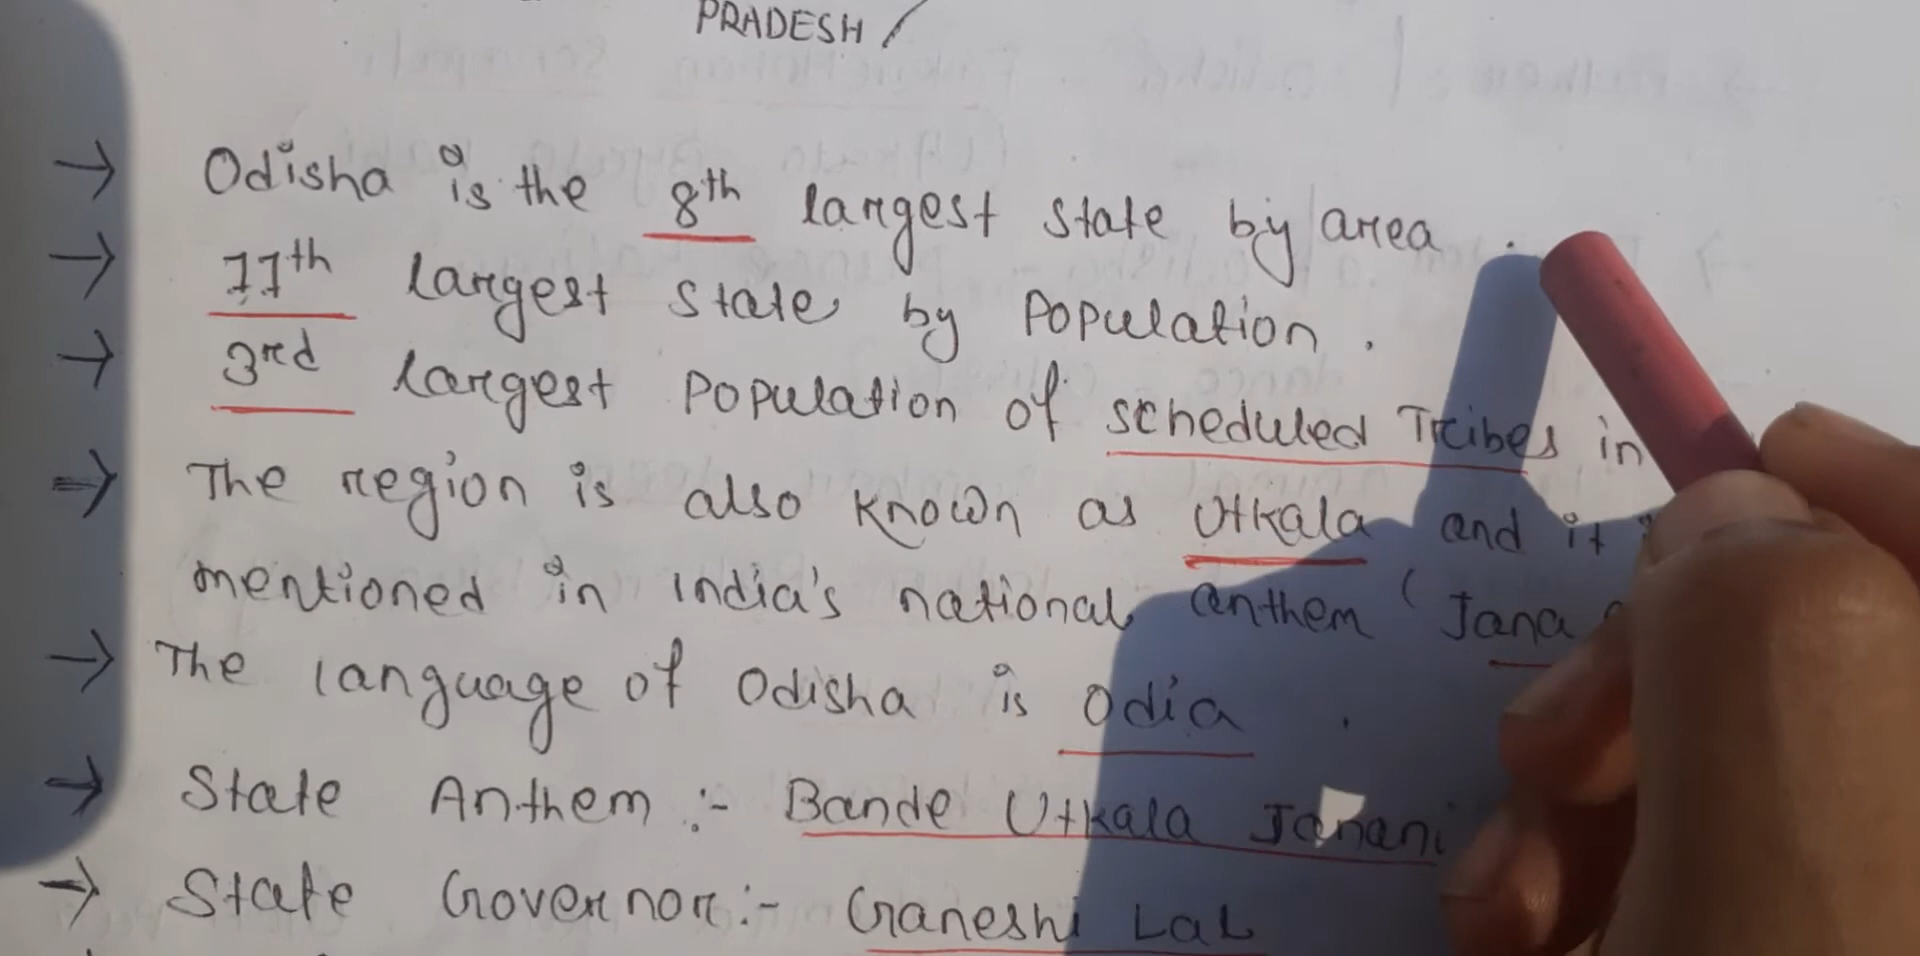 PRADESH /
→ Odisha is the 8th largest state by area .
→ 11th largest state by Population .
→ 3rd largest Population of scheduled Tribes in
→ The region is also known as Utkala and it
mentioned in India's national anthem ( Jana
→ The language of Odisha is Odia .
→ State Anthem :- Bande Utkala Janani
→ State Governor :- Ganeshi Lal